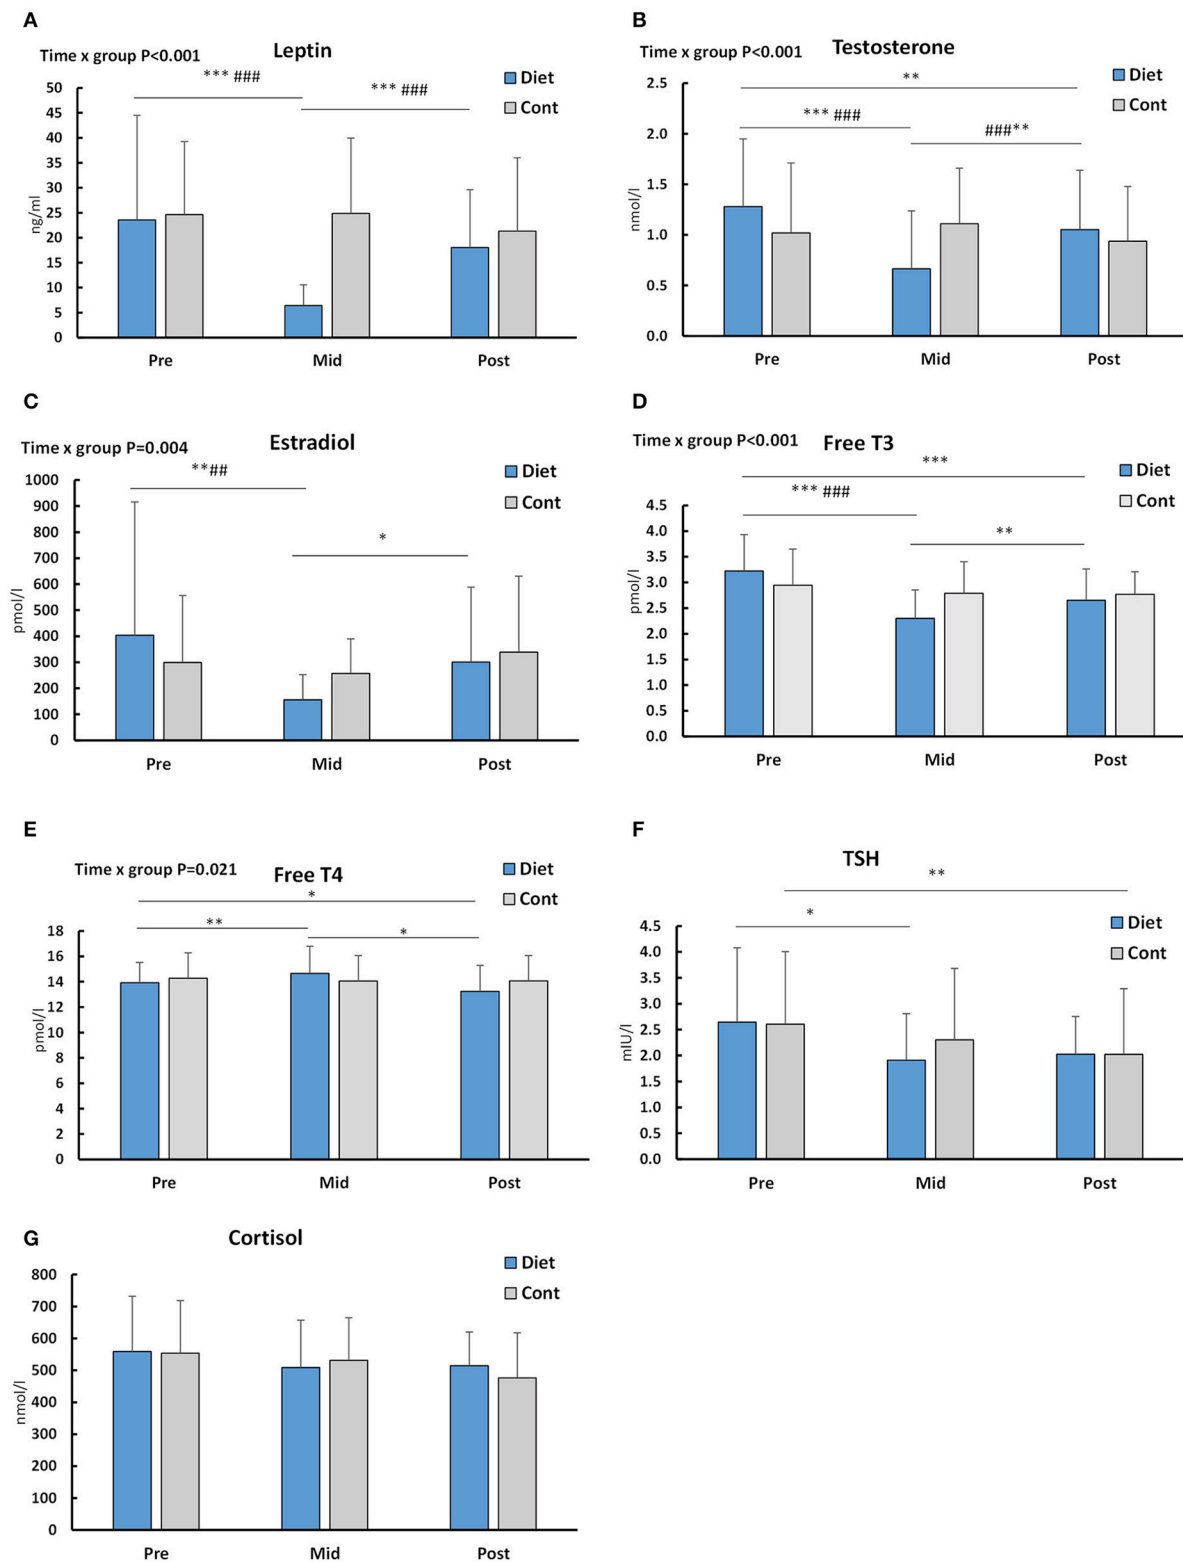 A
Leptin
Time x group P<0.001
*** ###
*** ###
Diet
Cont
50
45
40
35
30
25
20
15
10
5
0
ng/ml
Pre Mid Post
B
Testosterone
Time x group P<0.001
**
*** ###
###**
Diet
Cont
2.5
2.0
1.5
1.0
0.5
0.0
nmol/l
Pre Mid Post
C
Estradiol
Time x group P=0.004
**##
*
Diet
Cont
1000
900
800
700
600
500
400
300
200
100
0
pmol/l
Pre Mid Post
D
Free T3
Time x group P<0.001
***
*** ###
**
Diet
Cont
4.5
4.0
3.5
3.0
2.5
2.0
1.5
1.0
0.5
0.0
pmol/l
Pre Mid Post
E
Time x group P=0.021
Free T4
*
**
*
Diet
Cont
18
16
14
12
10
8
6
4
2
0
pmol/l
Pre Mid Post
F
TSH
**
*
Diet
Cont
4.5
4.0
3.5
3.0
2.5
2.0
1.5
1.0
0.5
0.0
mIU/l
Pre Mid Post
G
Cortisol
Diet
Cont
800
700
600
500
400
300
200
100
0
nmol/l
Pre Mid Post